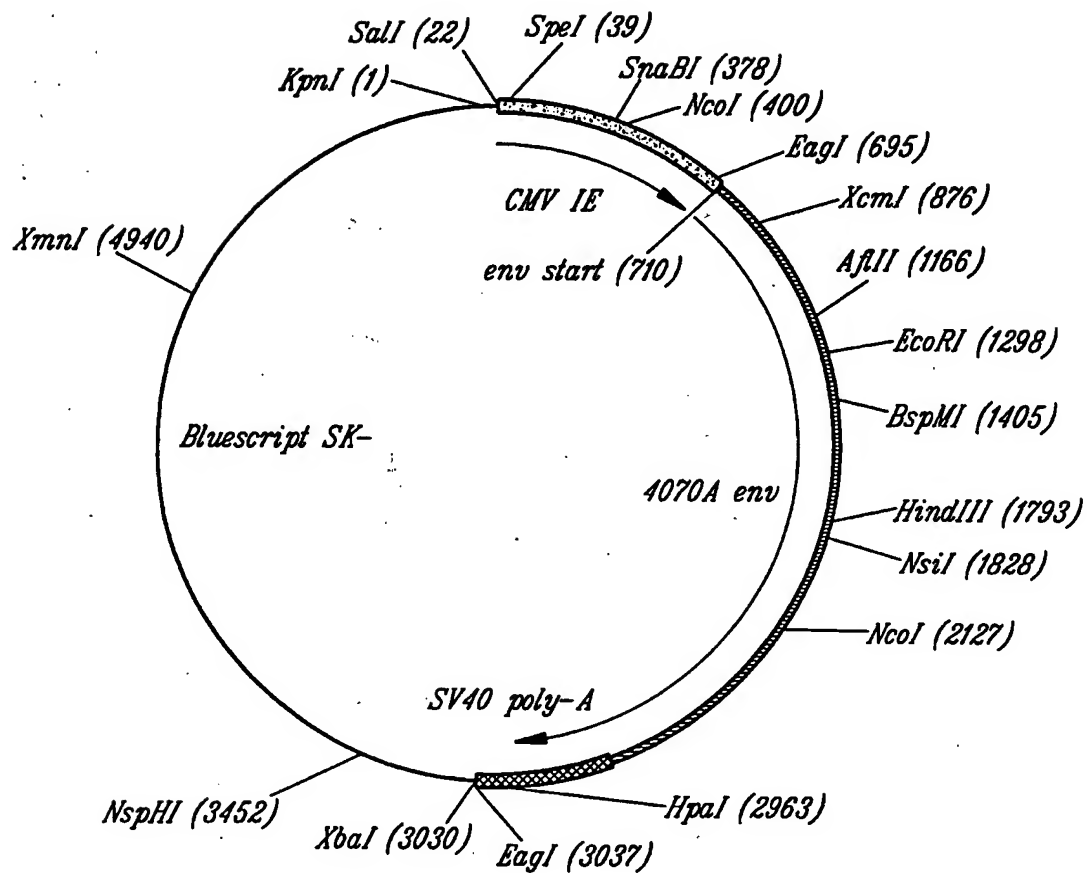 SalI (22)
SpeI (39)
KpnI (1)
SnaBI (378)
NcoI (400)
EagI (695)
XcmI (876)
CMV IE
XmnI (4940)
env start (710)
AflII (1166)
EcoRI (1298)
BspMI (1405)
Bluescript SK-
4070A env
HindIII (1793)
NsiI (1828)
NcoI (2127)
SV40 poly-A
NspHI (3452)
XbaI (3030)
HpaI (2963)
EagI (3037)